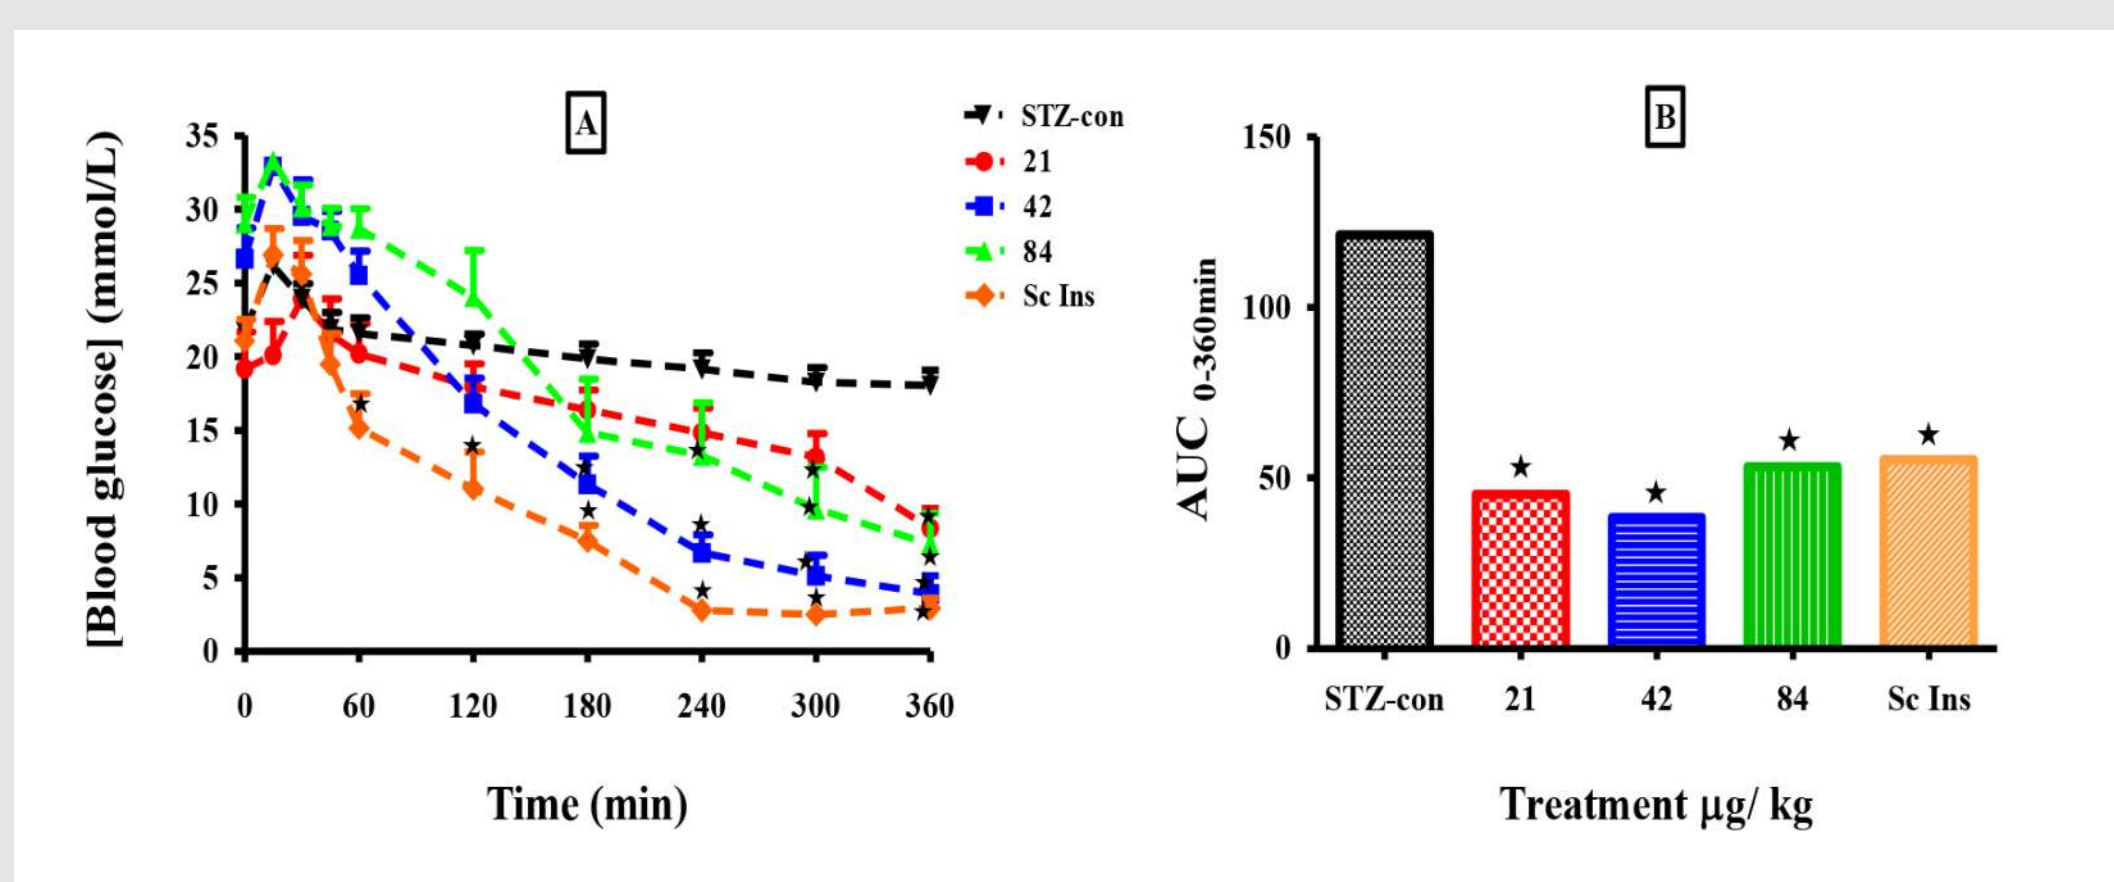 A
[Blood glucose] (mmol/L)
35
30
25
20
15
10
5
0
0 60 120 180 240 300 360
Time (min)
STZ-con
21
42
84
Sc Ins
B
AUC 0-360min
150
100
50
0
STZ-con 21 42 84 Sc Ins
Treatment μg/ kg